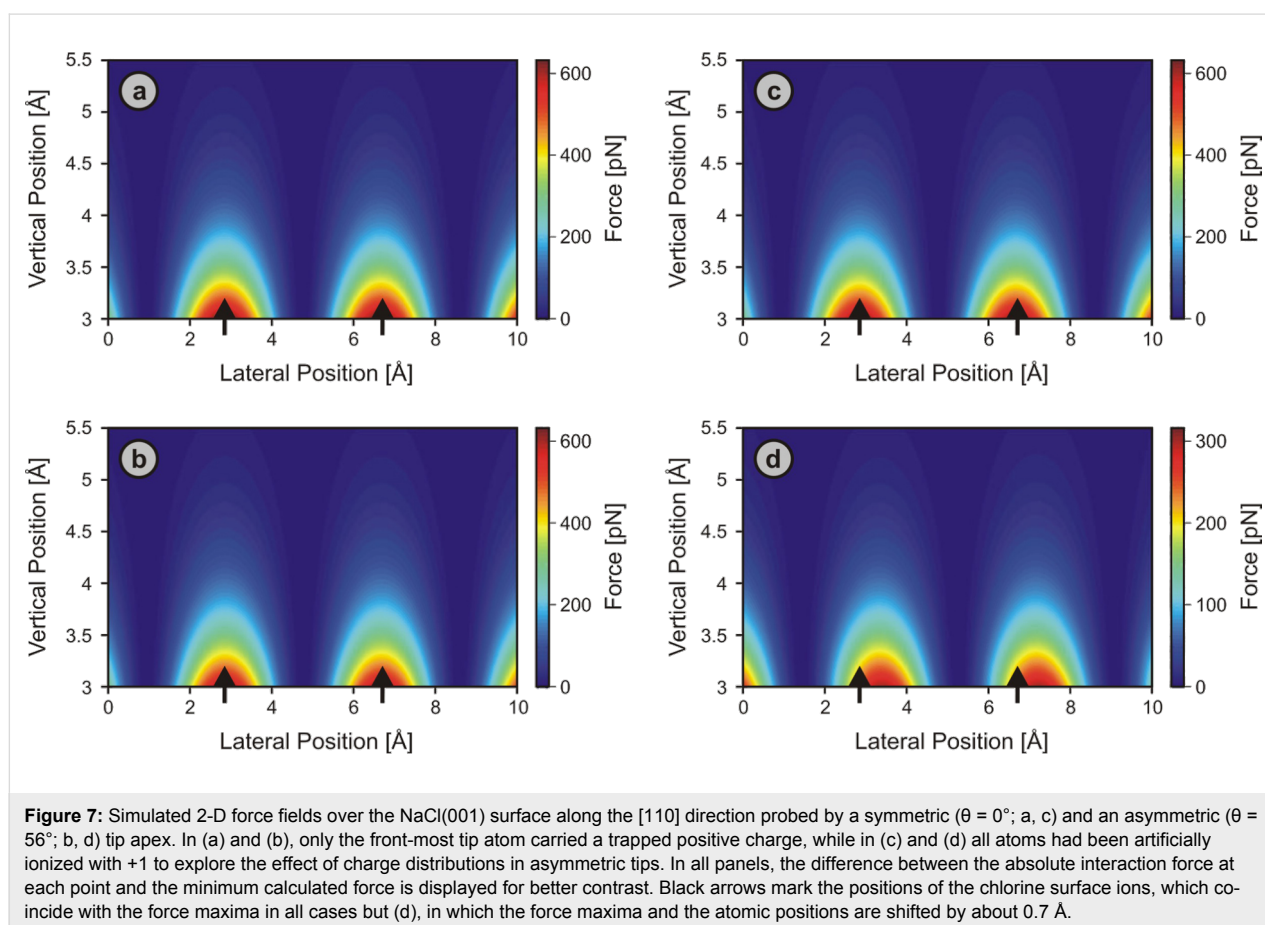 a
5.5
5
4.5
4
3.5
3
Vertical Position [Å]
0 2 4 6 8 10
Lateral Position [Å]
600
400
200
0
Force [pN]
c
5.5
5
4.5
4
3.5
3
Vertical Position [Å]
0 2 4 6 8 10
Lateral Position [Å]
600
400
200
0
Force [pN]
b
5.5
5
4.5
4
3.5
3
Vertical Position [Å]
0 2 4 6 8 10
Lateral Position [Å]
600
400
200
0
Force [pN]
d
5.5
5
4.5
4
3.5
3
Vertical Position [Å]
0 2 4 6 8 10
Lateral Position [Å]
300
200
100
0
Force [pN]
Figure 7: Simulated 2-D force fields over the NaCl(001) surface along the [110] direction probed by a symmetric (θ = 0°; a, c) and an asymmetric (θ =
56°; b, d) tip apex. In (a) and (b), only the front-most tip atom carried a trapped positive charge, while in (c) and (d) all atoms had been artificially
ionized with +1 to explore the effect of charge distributions in asymmetric tips. In all panels, the difference between the absolute interaction force at
each point and the minimum calculated force is displayed for better contrast. Black arrows mark the positions of the chlorine surface ions, which co-
incide with the force maxima in all cases but (d), in which the force maxima and the atomic positions are shifted by about 0.7 Å.